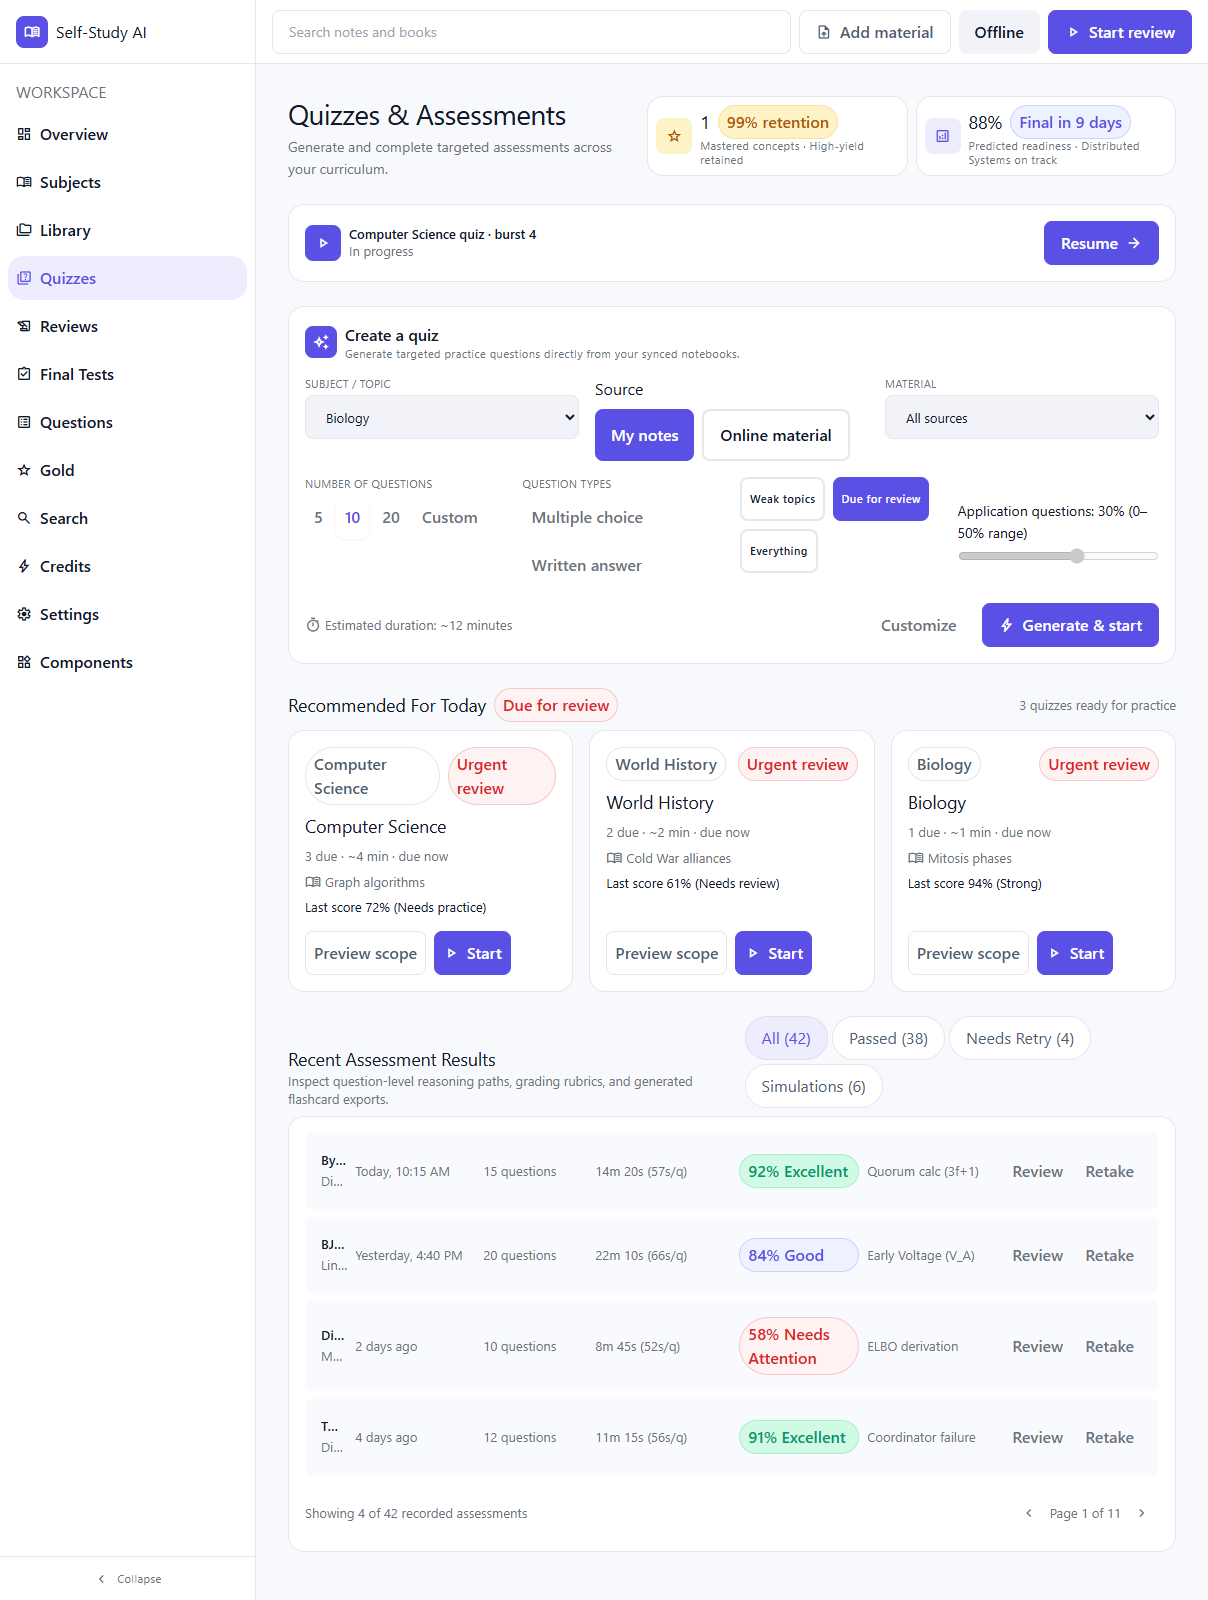 Self-Study AI
Search notes and books
Add material
Offline
Start review
WORKSPACE
Overview
Subjects
Library
Quizzes
Reviews
Final Tests
Questions
Gold
Search
Credits
Settings
Components
Collapse
Quizzes & Assessments
Generate and complete targeted assessments across
your curriculum.
1 99% retention
Mastered concepts · High-yield
retained
88% Final in 9 days
Predicted readiness · Distributed
Systems on track
Computer Science quiz · burst 4
In progress
Resume
Create a quiz
Generate targeted practice questions directly from your synced notebooks.
SUBJECT / TOPIC
Biology
Source
My notes
Online material
MATERIAL
All sources
NUMBER OF QUESTIONS
5 10 20 Custom
QUESTION TYPES
Multiple choice
Written answer
Weak topics
Due for review
Everything
Application questions: 30% (0–
50% range)
Estimated duration: ~12 minutes
Customize
Generate & start
Recommended For Today
Due for review
3 quizzes ready for practice
Computer
Science
Urgent
review
Computer Science
3 due · ~4 min · due now
Graph algorithms
Last score 72% (Needs practice)
Preview scope
Start
World History
Urgent review
World History
2 due · ~2 min · due now
Cold War alliances
Last score 61% (Needs review)
Preview scope
Start
Biology
Urgent review
Biology
1 due · ~1 min · due now
Mitosis phases
Last score 94% (Strong)
Preview scope
Start
Recent Assessment Results
Inspect question-level reasoning paths, grading rubrics, and generated
flashcard exports.
All (42)
Passed (38)
Needs Retry (4)
Simulations (6)
By...
Di...
Today, 10:15 AM
15 questions
14m 20s (57s/q)
92% Excellent
Quorum calc (3f+1)
Review
Retake
BJ...
Lin...
Yesterday, 4:40 PM
20 questions
22m 10s (66s/q)
84% Good
Early Voltage (V_A)
Review
Retake
Di...
M...
2 days ago
10 questions
8m 45s (52s/q)
58% Needs
Attention
ELBO derivation
Review
Retake
T...
Di...
4 days ago
12 questions
11m 15s (56s/q)
91% Excellent
Coordinator failure
Review
Retake
Showing 4 of 42 recorded assessments
Page 1 of 11